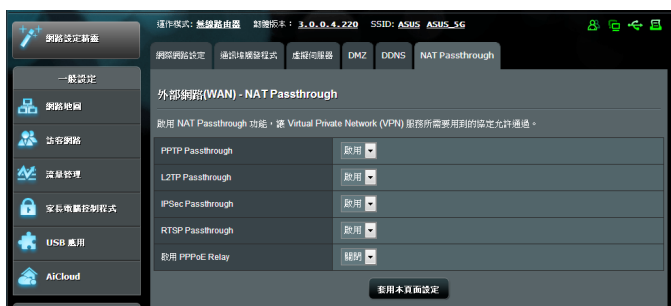 運作模式: 無線路由器 韌體版本: 3.0.0.4.220 SSID: ASUS ASUS_5G
網路設定精靈
一般設定
網路地圖
訪客網路
流量管理
家長電腦控制程式
USB 應用
AiCloud
網際網路設定 通訊埠觸發程式 虛擬伺服器 DMZ DDNS NAT Passthrough
外部網路(WAN) - NAT Passthrough
啟用 NAT Passthrough 功能，讓 Virtual Private Network (VPN) 服務所需要用到的協定允許通過。
PPTP Passthrough 啟用
L2TP Passthrough 啟用
IPSec Passthrough 啟用
RTSP Passthrough 啟用
啟用 PPPoE Relay 關閉
套用本頁面設定